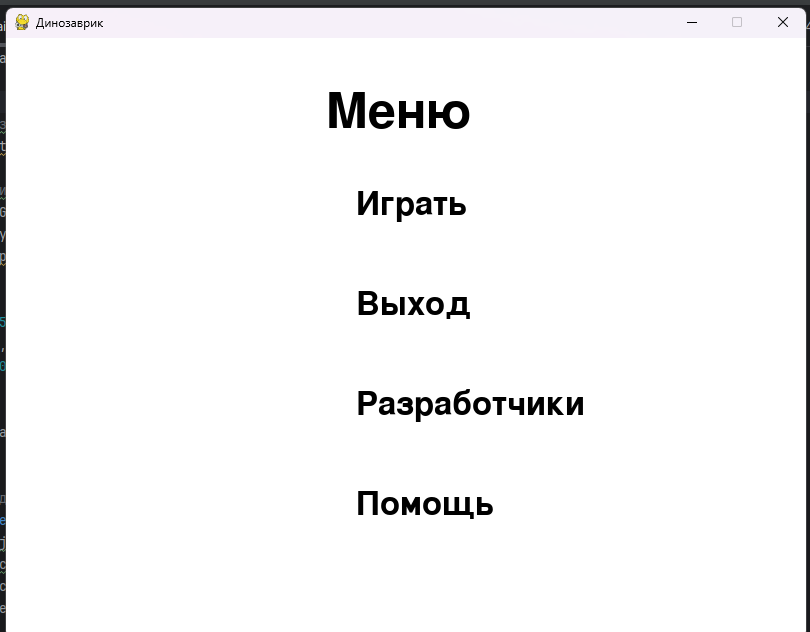 Динозаврик
Меню
Играть
Выход
Разработчики
Помощь